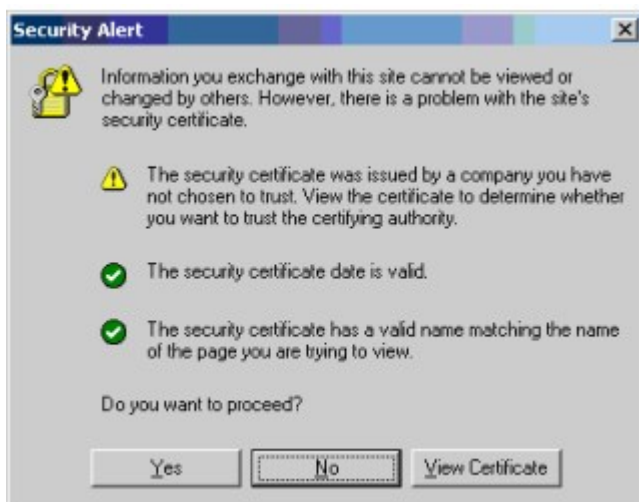 Security Alert
Information you exchange with this site cannot be viewed or
changed by others. However, there is a problem with the site's
security certificate.
The security certificate was issued by a company you have
not chosen to trust. View the certificate to determine whether
you want to trust the certifying authority.
The security certificate date is valid.
The security certificate has a valid name matching the name
of the page you are trying to view.
Do you want to proceed?
Yes No View Certificate